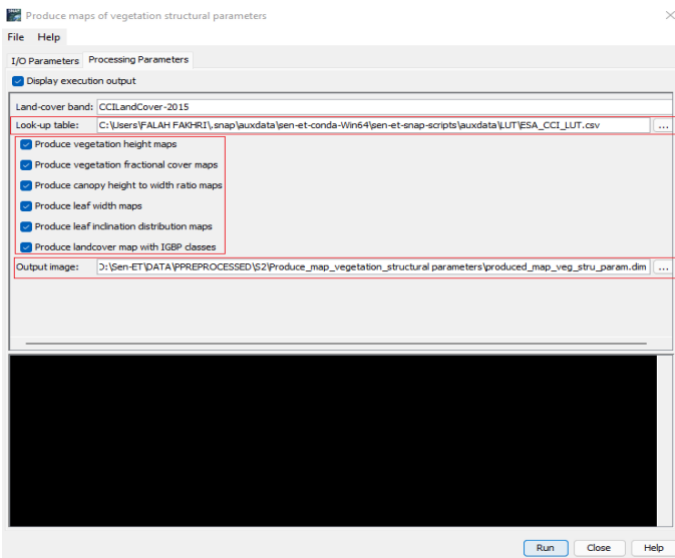 Produce maps of vegetation structural parameters
File Help
I/O Parameters Processing Parameters
Display execution output
Land-cover band: CCILandCover-2015
Look-up table: C:\Users\FALAH FAKHRI\.snap\auxdata\sen-et-conda-Win64\sen-et-snap-scripts\auxdata\LUT\ESA_CCI_LUT.csv ...
Produce vegetation height maps
Produce vegetation fractional cover maps
Produce canopy height to width ratio maps
Produce leaf width maps
Produce leaf inclination distribution maps
Produce landcover map with IGBP classes
Output image: D:\Sen-ET\DATA\PPREPROCESSED\S2\Produce_map_vegetation_structural parameters\produced_map_veg_stru_param.dim ...
Run Close Help